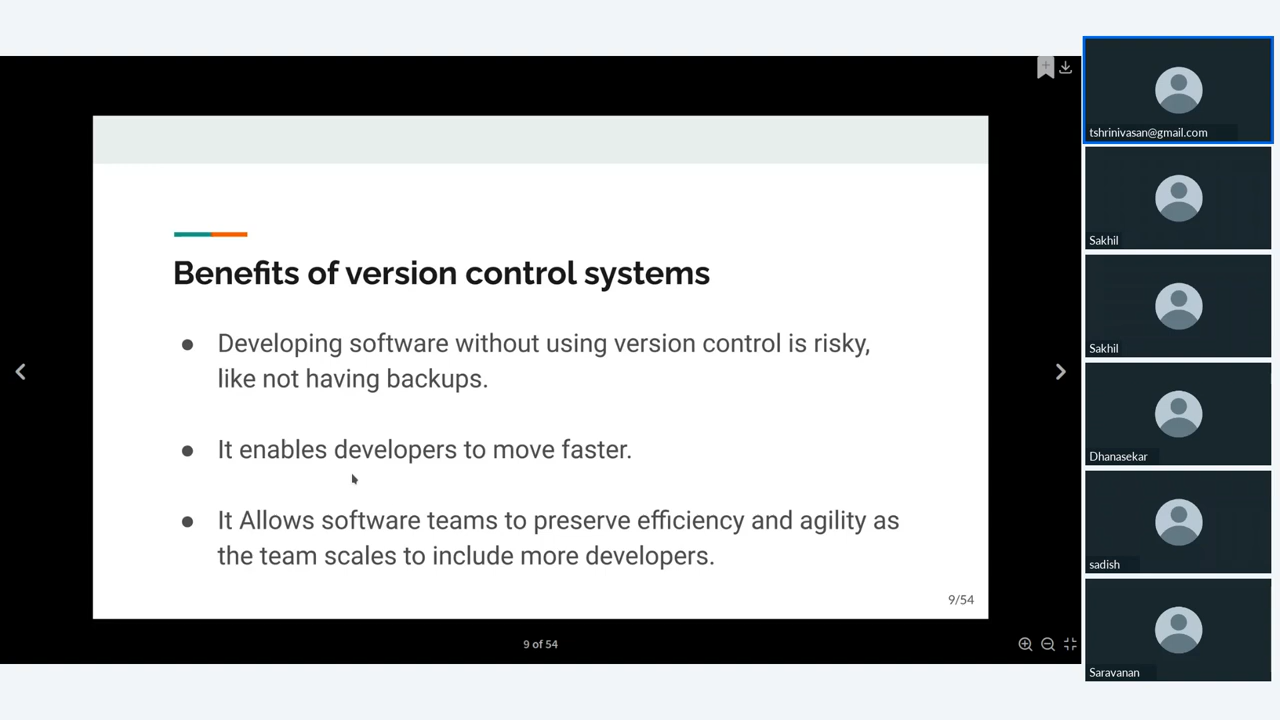 Benefits of version control systems
● Developing software without using version control is risky,
like not having backups.
● It enables developers to move faster.
● It Allows software teams to preserve efficiency and agility as
the team scales to include more developers.
9/54
9 of 54
tshrinivasan@gmail.com
Sakhil
Sakhil
Dhanasekar
sadish
Saravanan